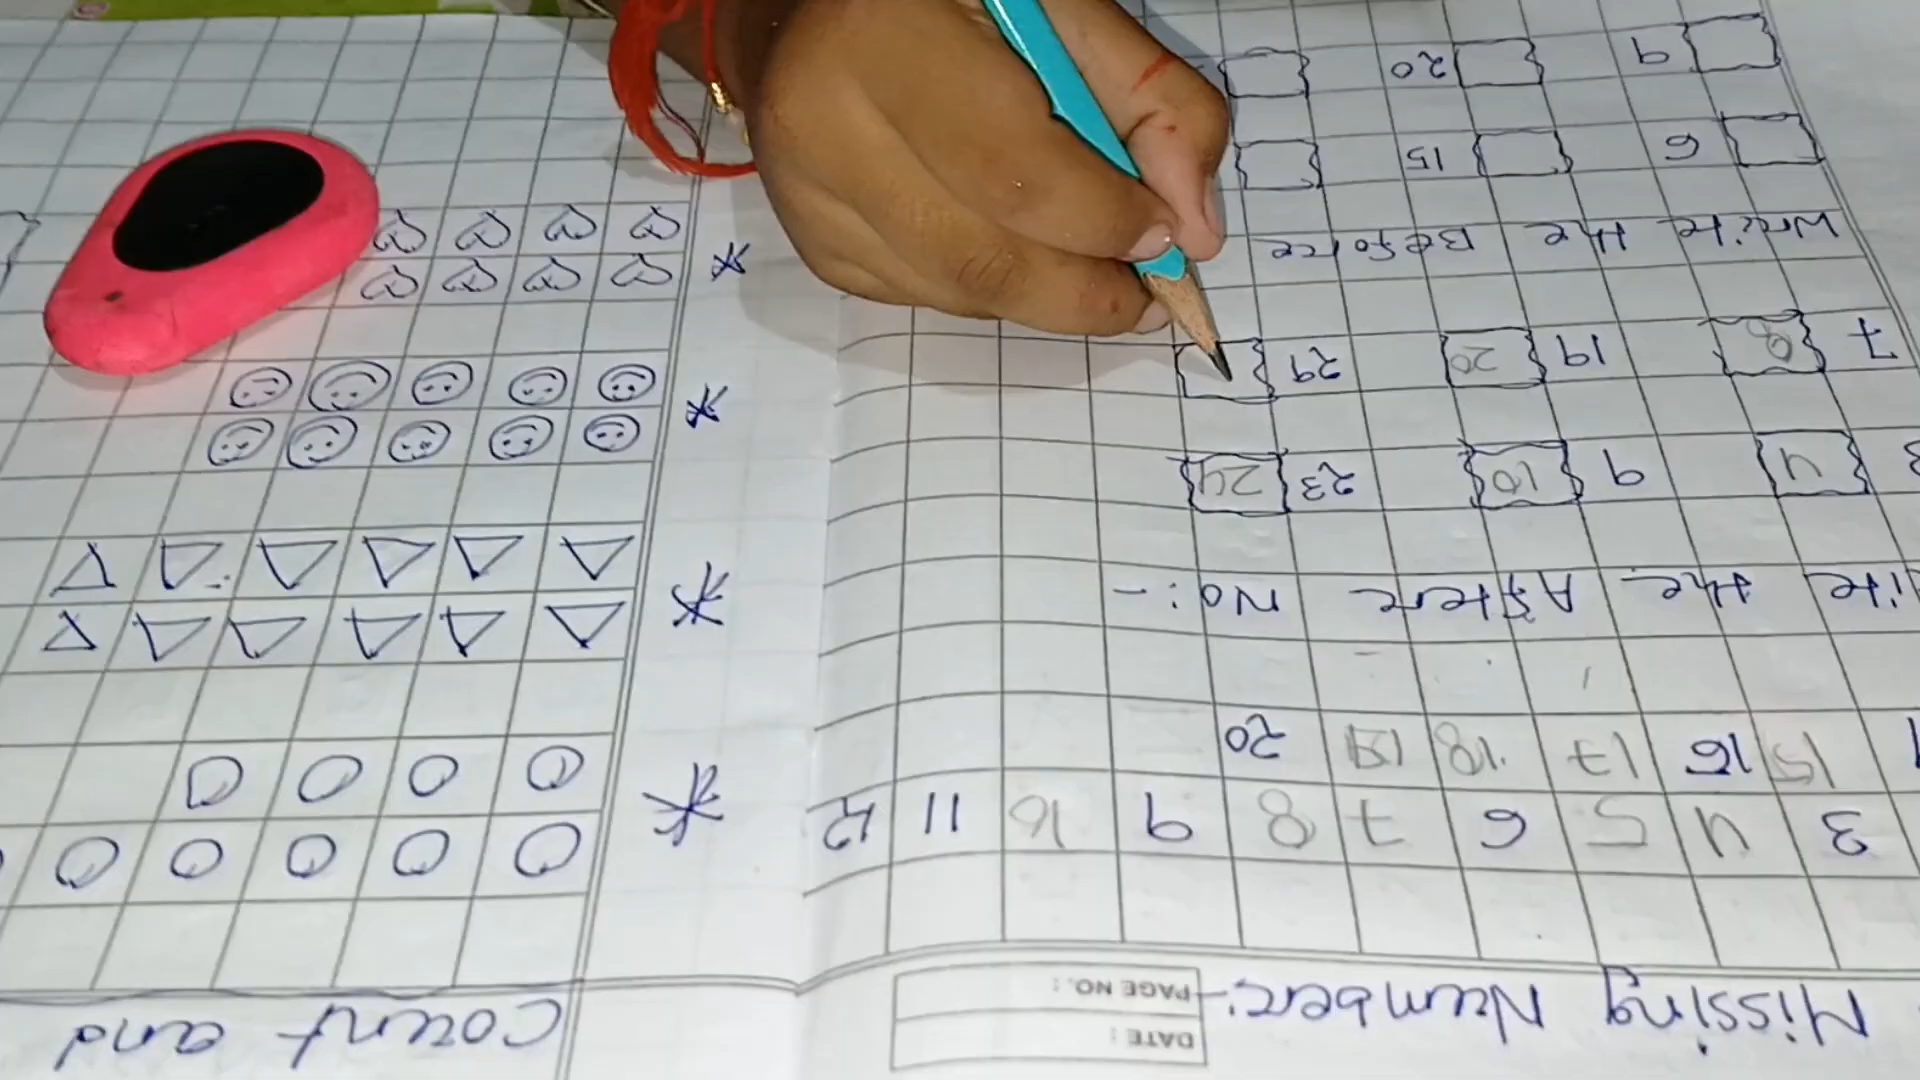 Missing Number:-
DATE :
PAGE NO. :
3 4 5 6 7 8 9 10 11 12
15 16 17 18 19 20
the After No:-
3 4 9 10 23 24
7 8 19 20 29
Write the Before
6 15
9 20
count and